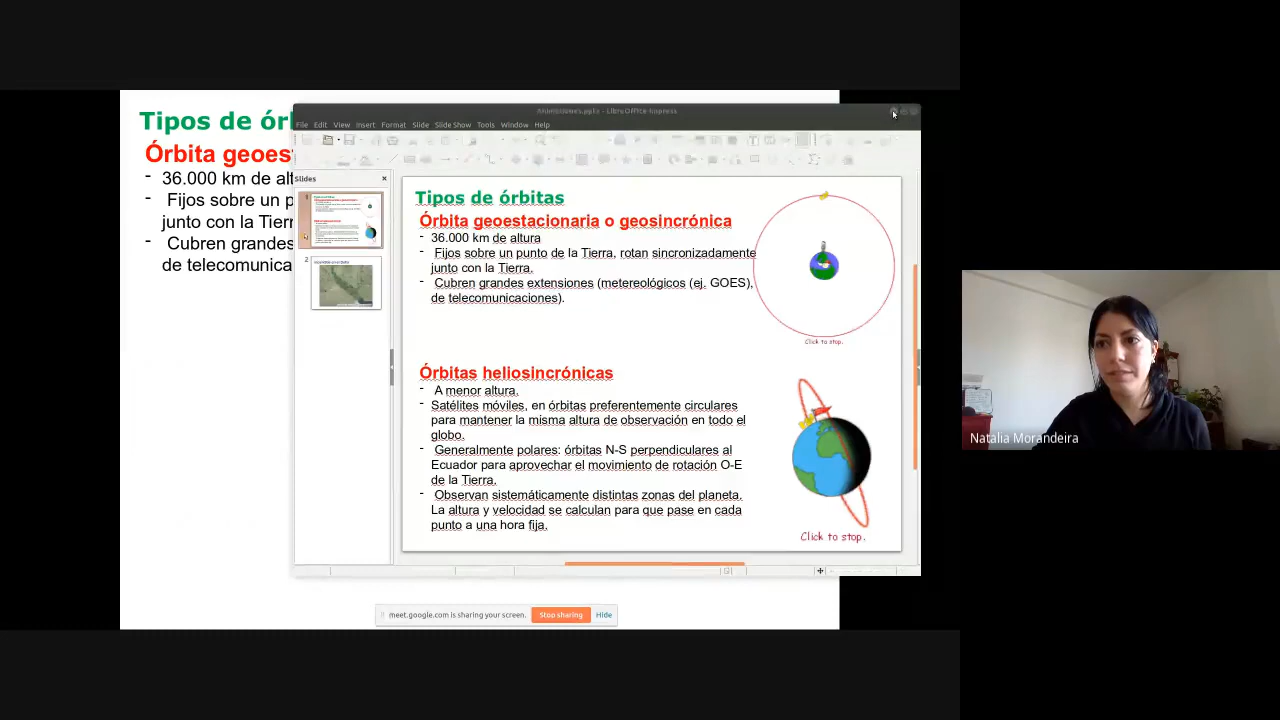 Tipos de ór
Órbita geoes
- 36.000 km de alt
- Fijos sobre un p
junto con la Tierr
- Cubren grandes
de telecomunica
- LibreOffice Impress
File Edit View Insert Format Slide Slide Show Tools Window Help
Slides
1
2
Tipos de órbitas
Órbita geoestacionaria o geosincrónica
- 36.000 km de altura
- Fijos sobre un punto de la Tierra, rotan sincronizadamente
junto con la Tierra.
- Cubren grandes extensiones (metereológicos (ej. GOES),
de telecomunicaciones).
Click to stop.
Órbitas heliosincrónicas
- A menor altura.
- Satélites móviles, en órbitas preferentemente circulares
para mantener la misma altura de observación en todo el
globo.
- Generalmente polares: órbitas N-S perpendiculares al
Ecuador para aprovechar el movimiento de rotación O-E
de la Tierra.
- Observan sistemáticamente distintas zonas del planeta.
La altura y velocidad se calculan para que pase en cada
punto a una hora fija.
Click to stop.
meet.google.com is sharing your screen. Stop sharing Hide
Natalia Morandeira